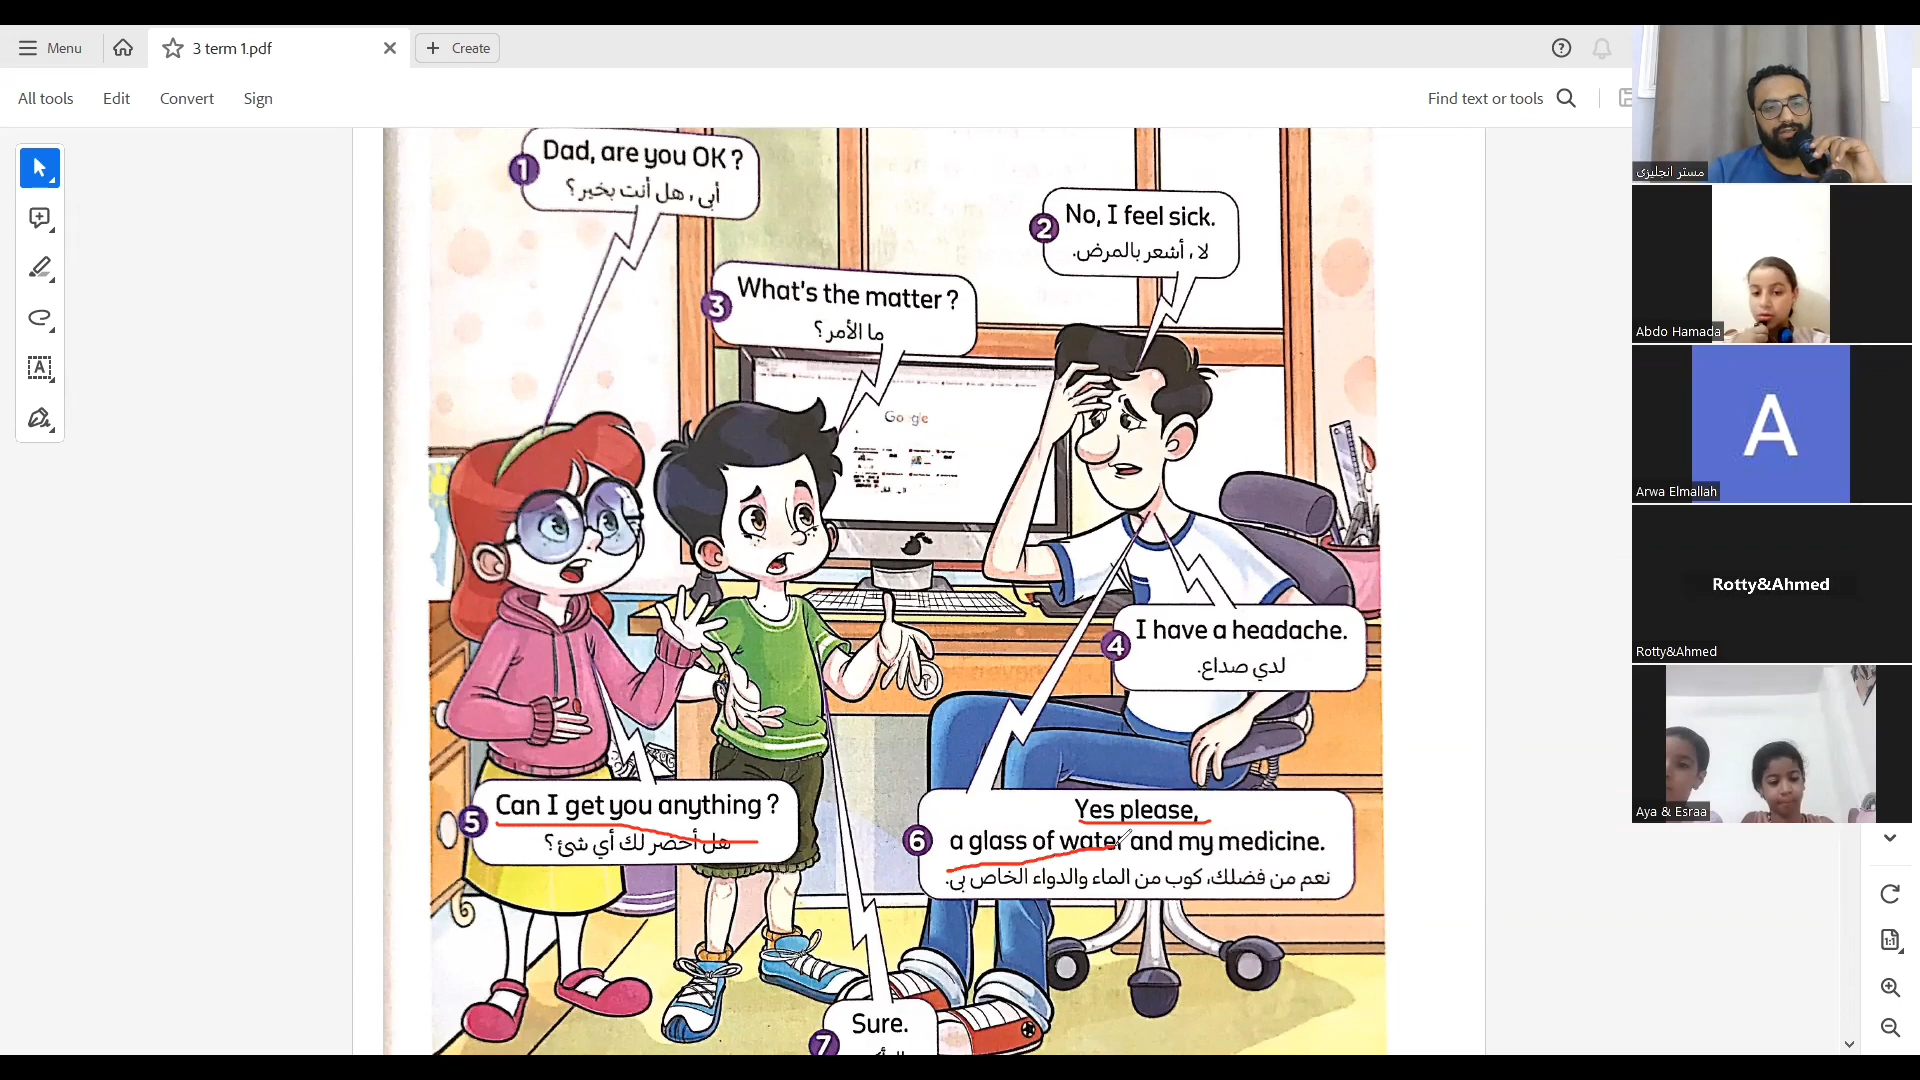 Menu
3 term 1.pdf
Create
All tools
Edit
Convert
Sign
Find text or tools
1 Dad, are you OK?
أبي، هل أنت بخير؟
2 No, I feel sick.
لا، أشعر بالمرض.
3 What's the matter?
ما الأمر؟
Google
4 I have a headache.
لدي صداع.
5 Can I get you anything?
هل أحضر لك أي شئ؟
6 Yes please,
a glass of water and my medicine.
نعم من فضلك، كوب من الماء والدواء الخاص بي.
7 Sure.
مستر انجليزى
Abdo Hamada
A
Arwa Elmallah
Rotty&Ahmed
Rotty&Ahmed
Aya & Esraa
1:1